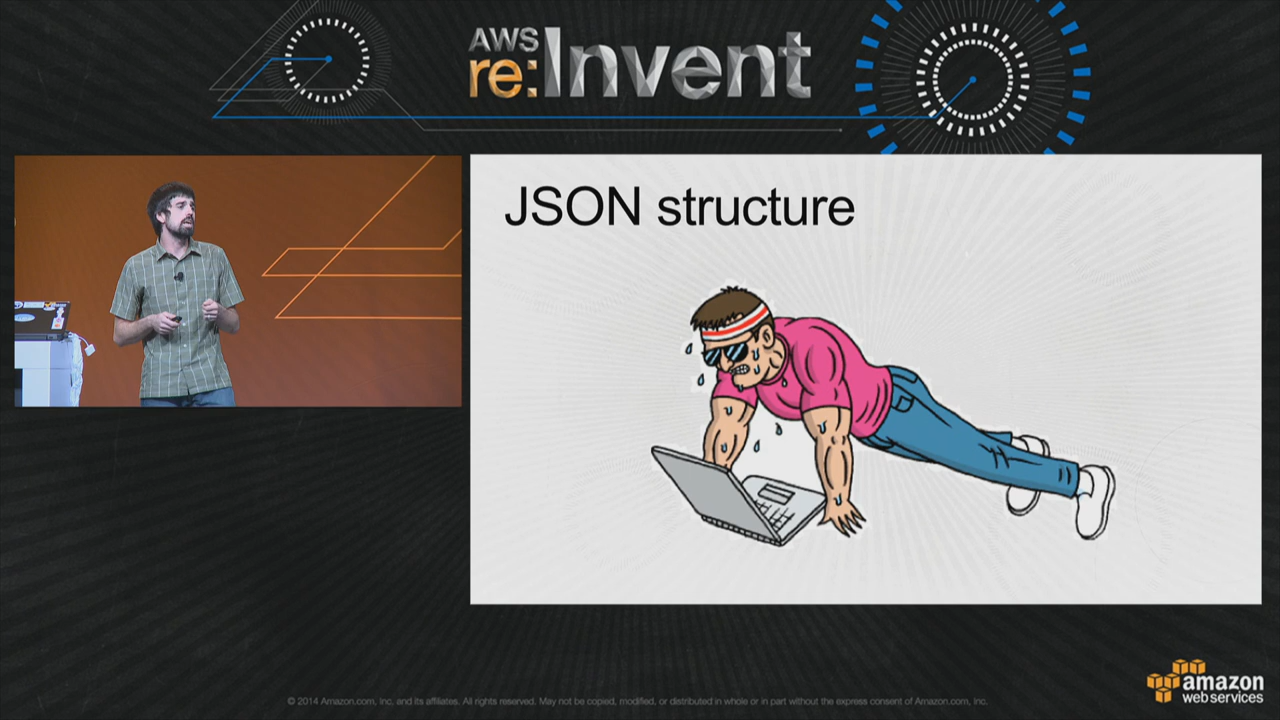 AWS
re:Invent
JSON structure
amazon
web services
© 2014 Amazon.com, Inc, and its affiliates. All rights reserved. May not be copied, modified, or distributed in whole or in part without the express consent of Amazon.com, Inc.